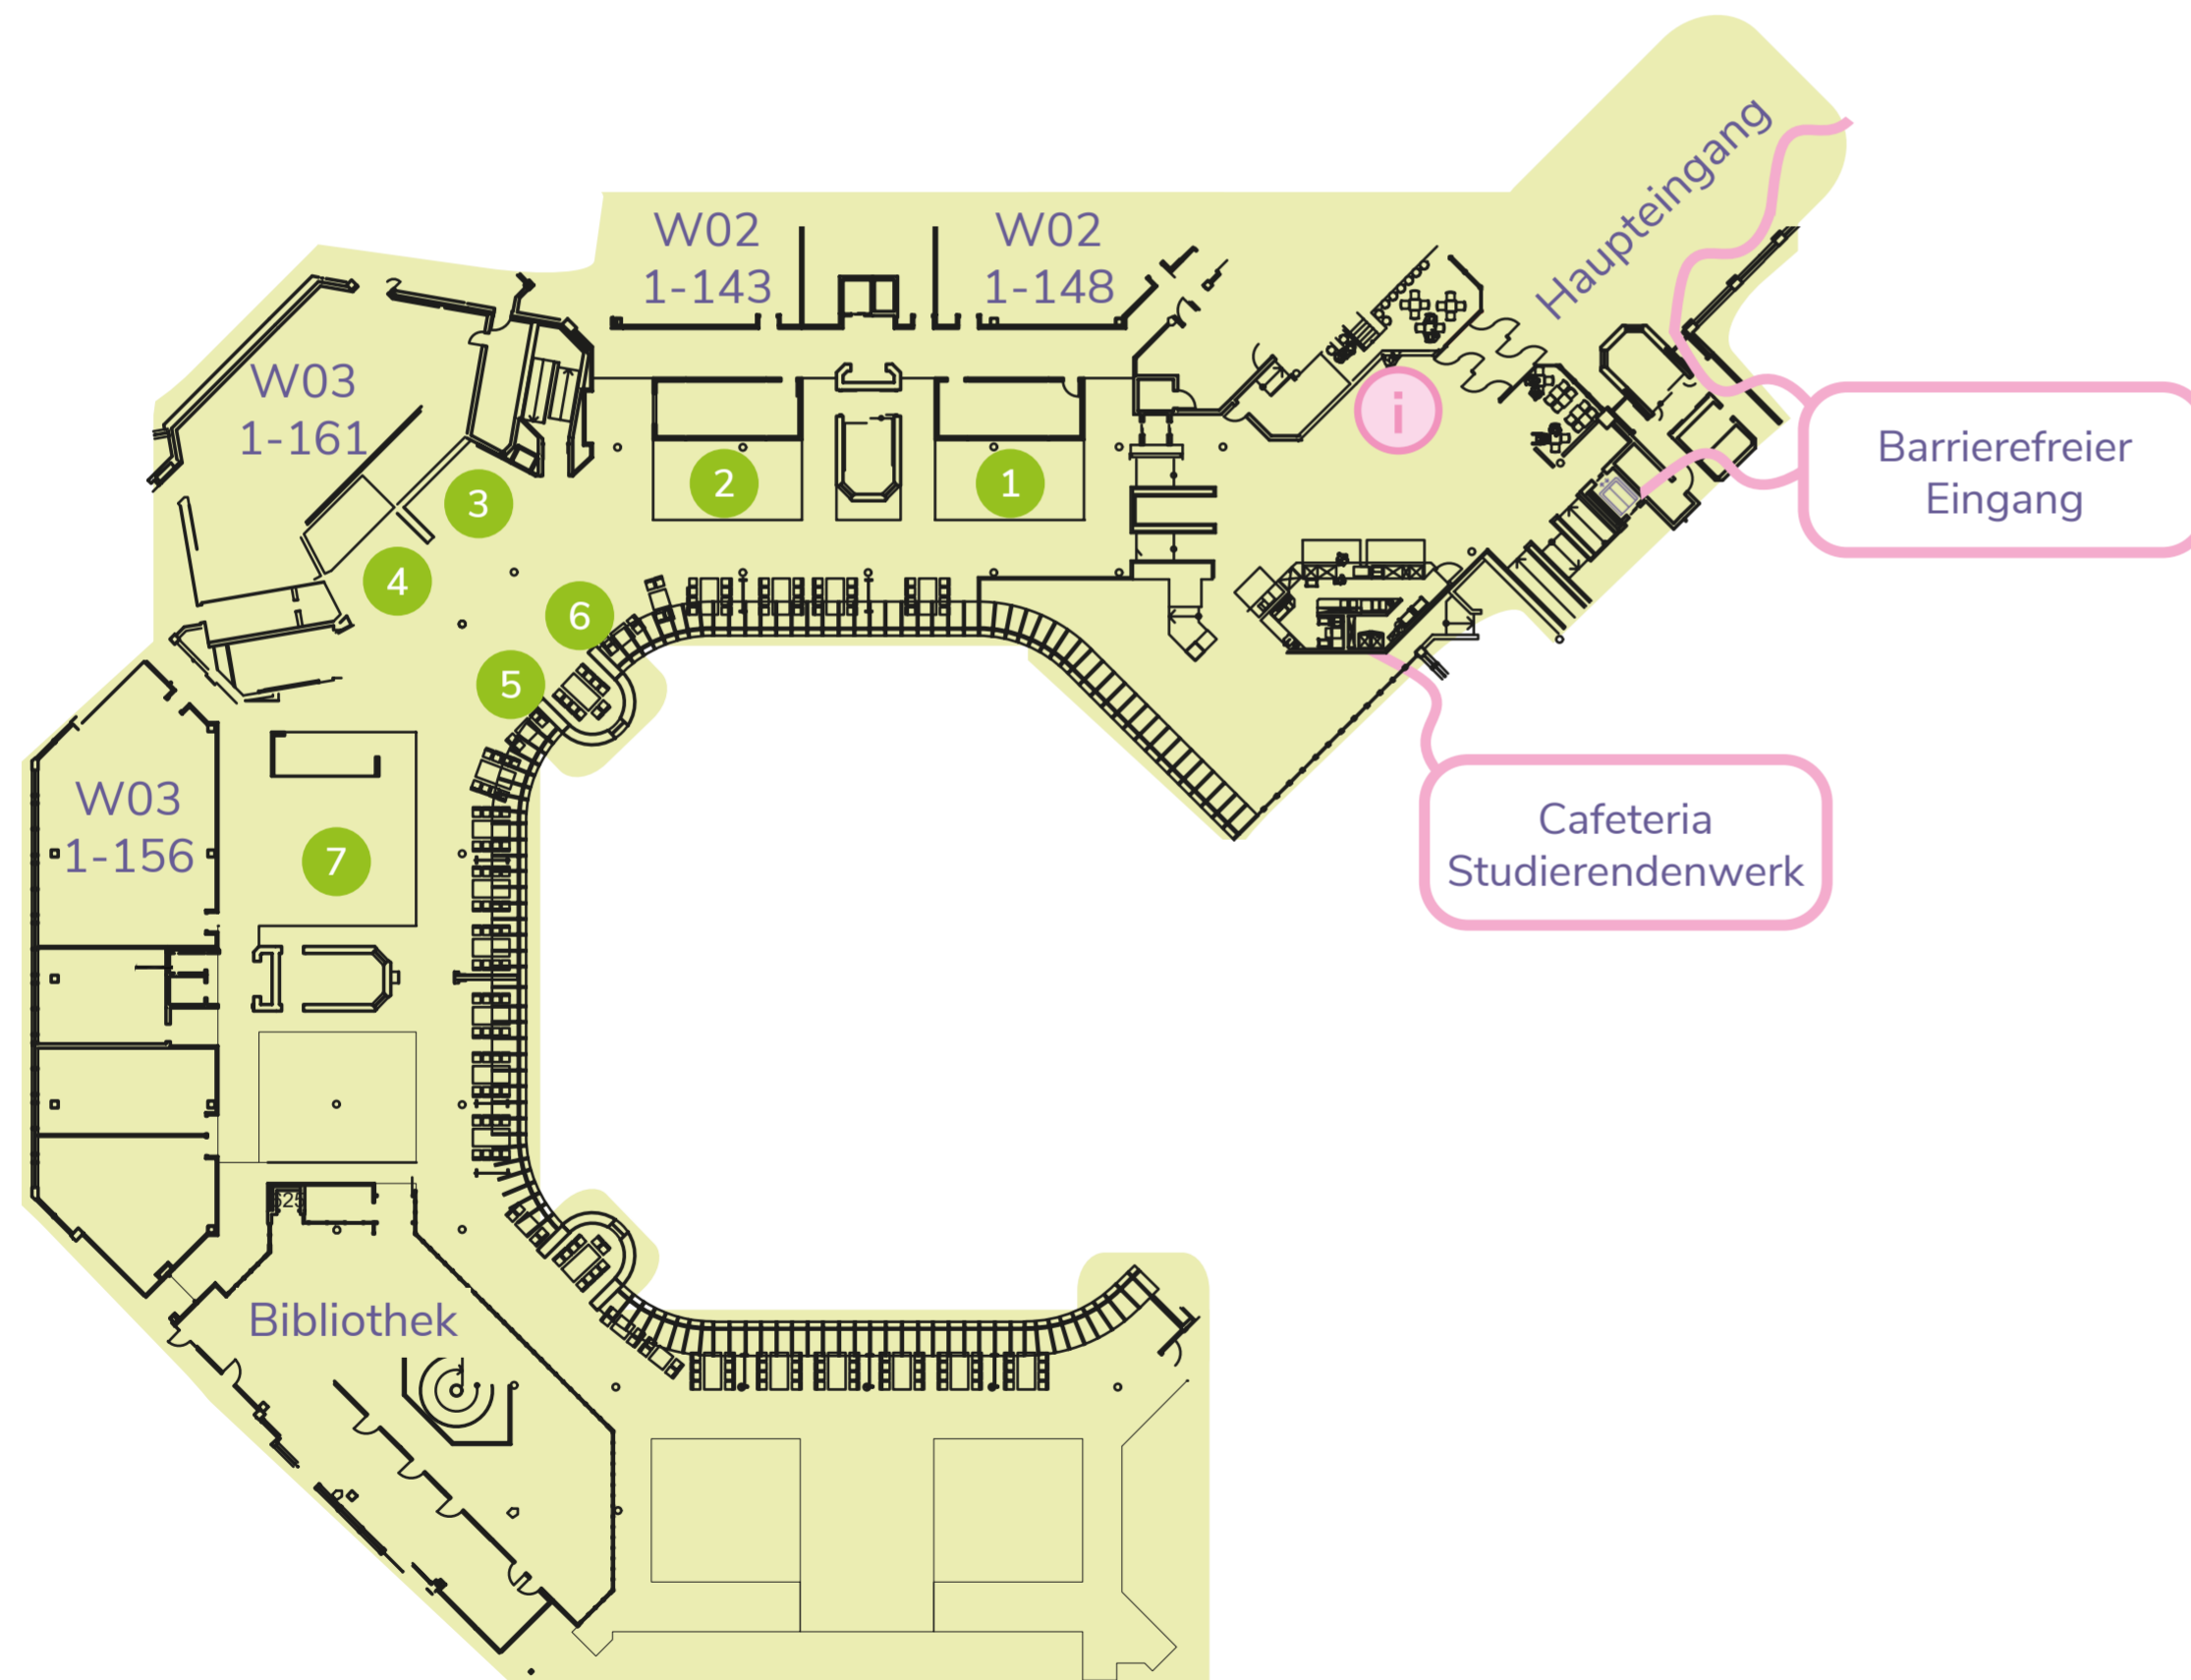 Haupteingang
W02
1-143
W02
1-148
W03
1-161
i
Barrierefreier
Eingang
2
1
3
4
6
5
Cafeteria
Studierendenwerk
W03
1-156
7
Bibliothek